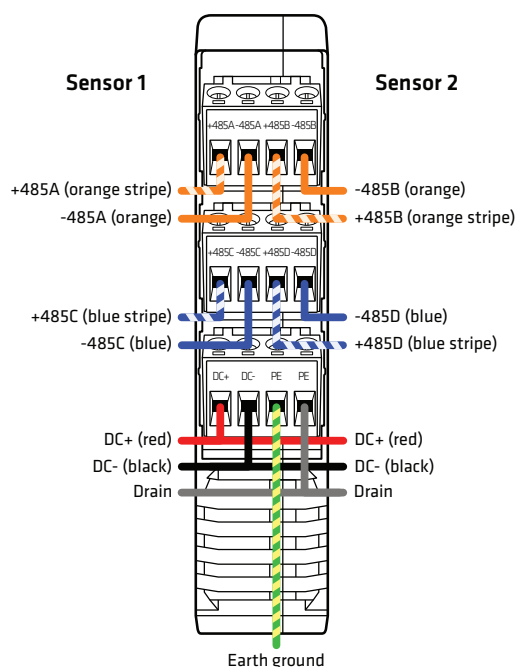 Sensor 1
Sensor 2
+485A -485A +485B -485B
+485A (orange stripe)
-485B (orange)
-485A (orange)
+485B (orange stripe)
+485C -485C +485D -485D
+485C (blue stripe)
-485D (blue)
-485C (blue)
+485D (blue stripe)
DC+ DC- PE PE
DC+ (red)
DC+ (red)
DC- (black)
DC- (black)
Drain
Drain
Earth ground